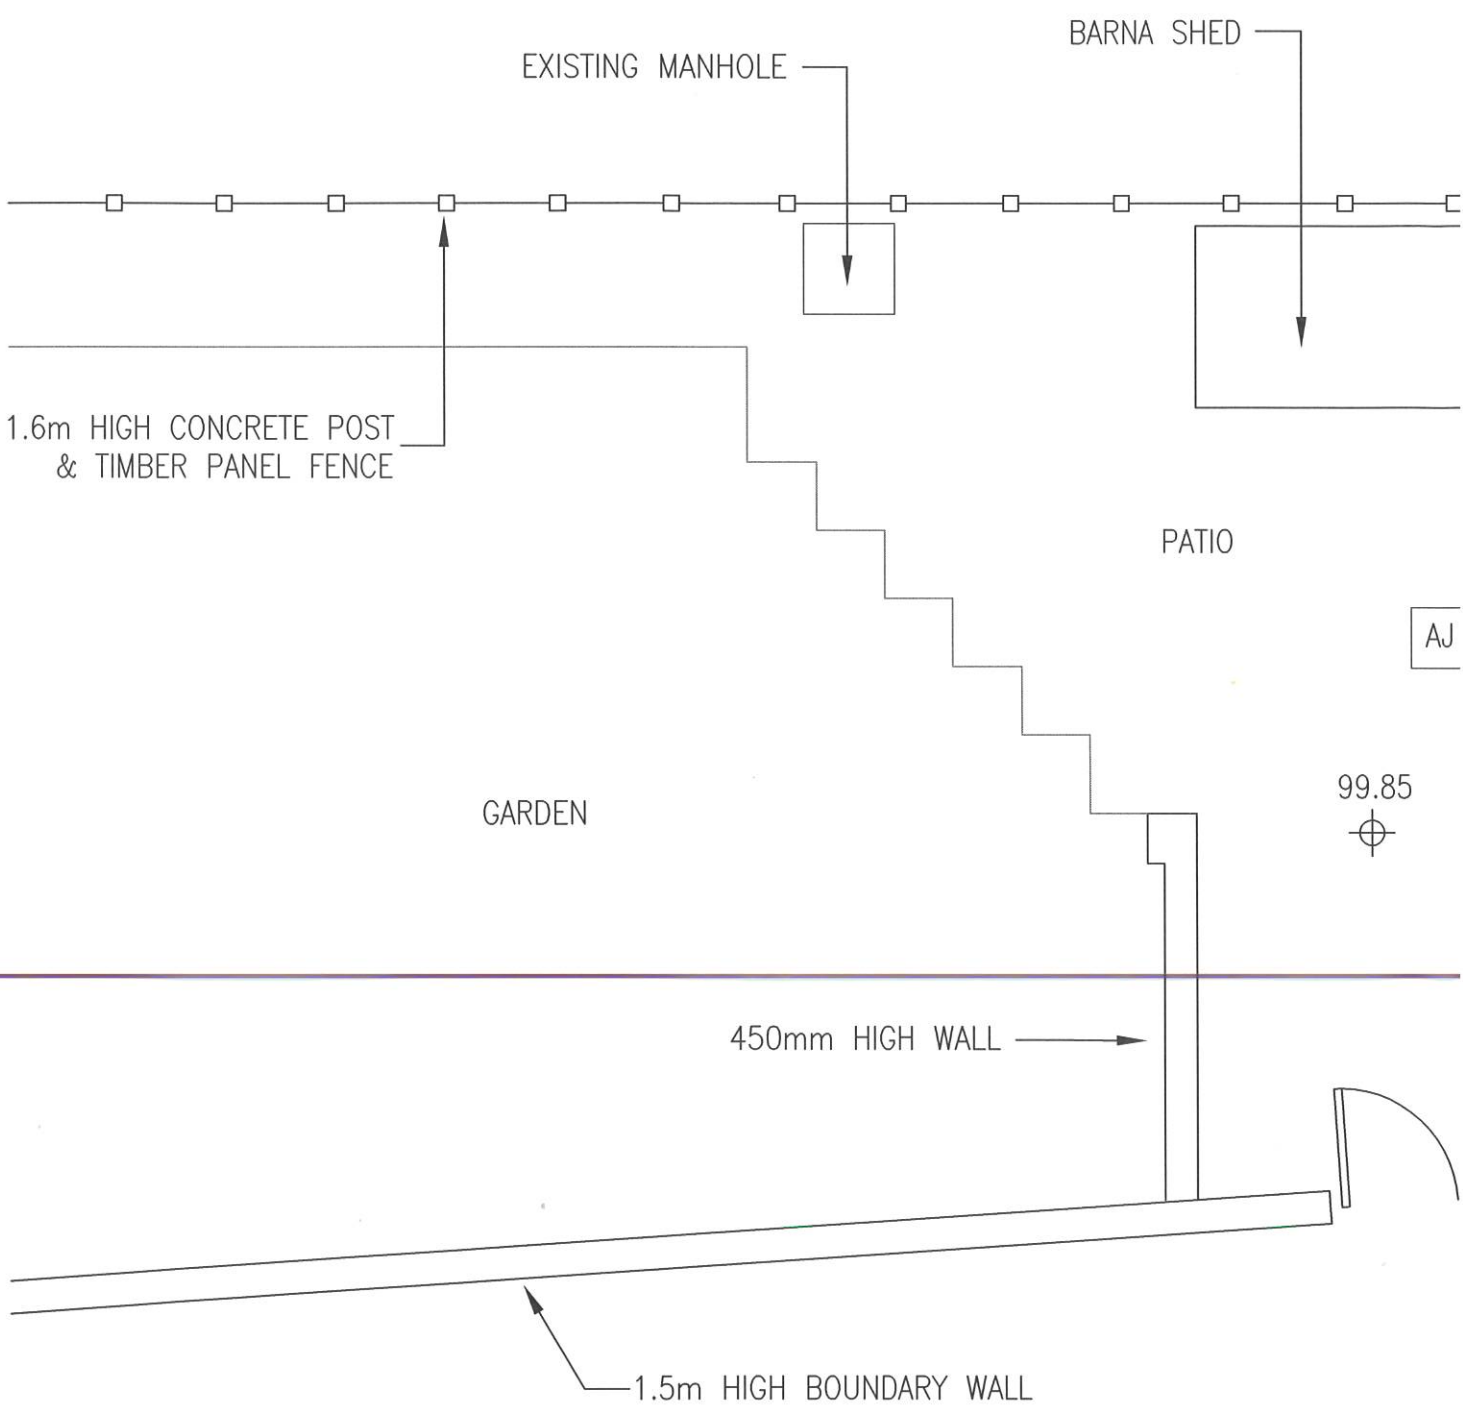 BARNA SHED
EXISTING MANHOLE
1.6m HIGH CONCRETE POST
& TIMBER PANEL FENCE
PATIO
AJ
99.85
GARDEN
450mm HIGH WALL
1.5m HIGH BOUNDARY WALL